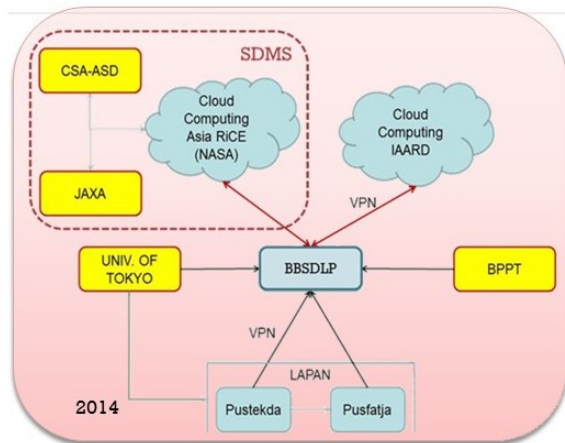 SDMS
CSA-ASD
Cloud
Computing
Asia RiCE
(NASA)
Cloud
Computing
IAARD
JAXA
VPN
UNIV. OF
TOKYO
BBSDLP
BPPT
VPN
LAPAN
Pustekda
Pusfatja
2014